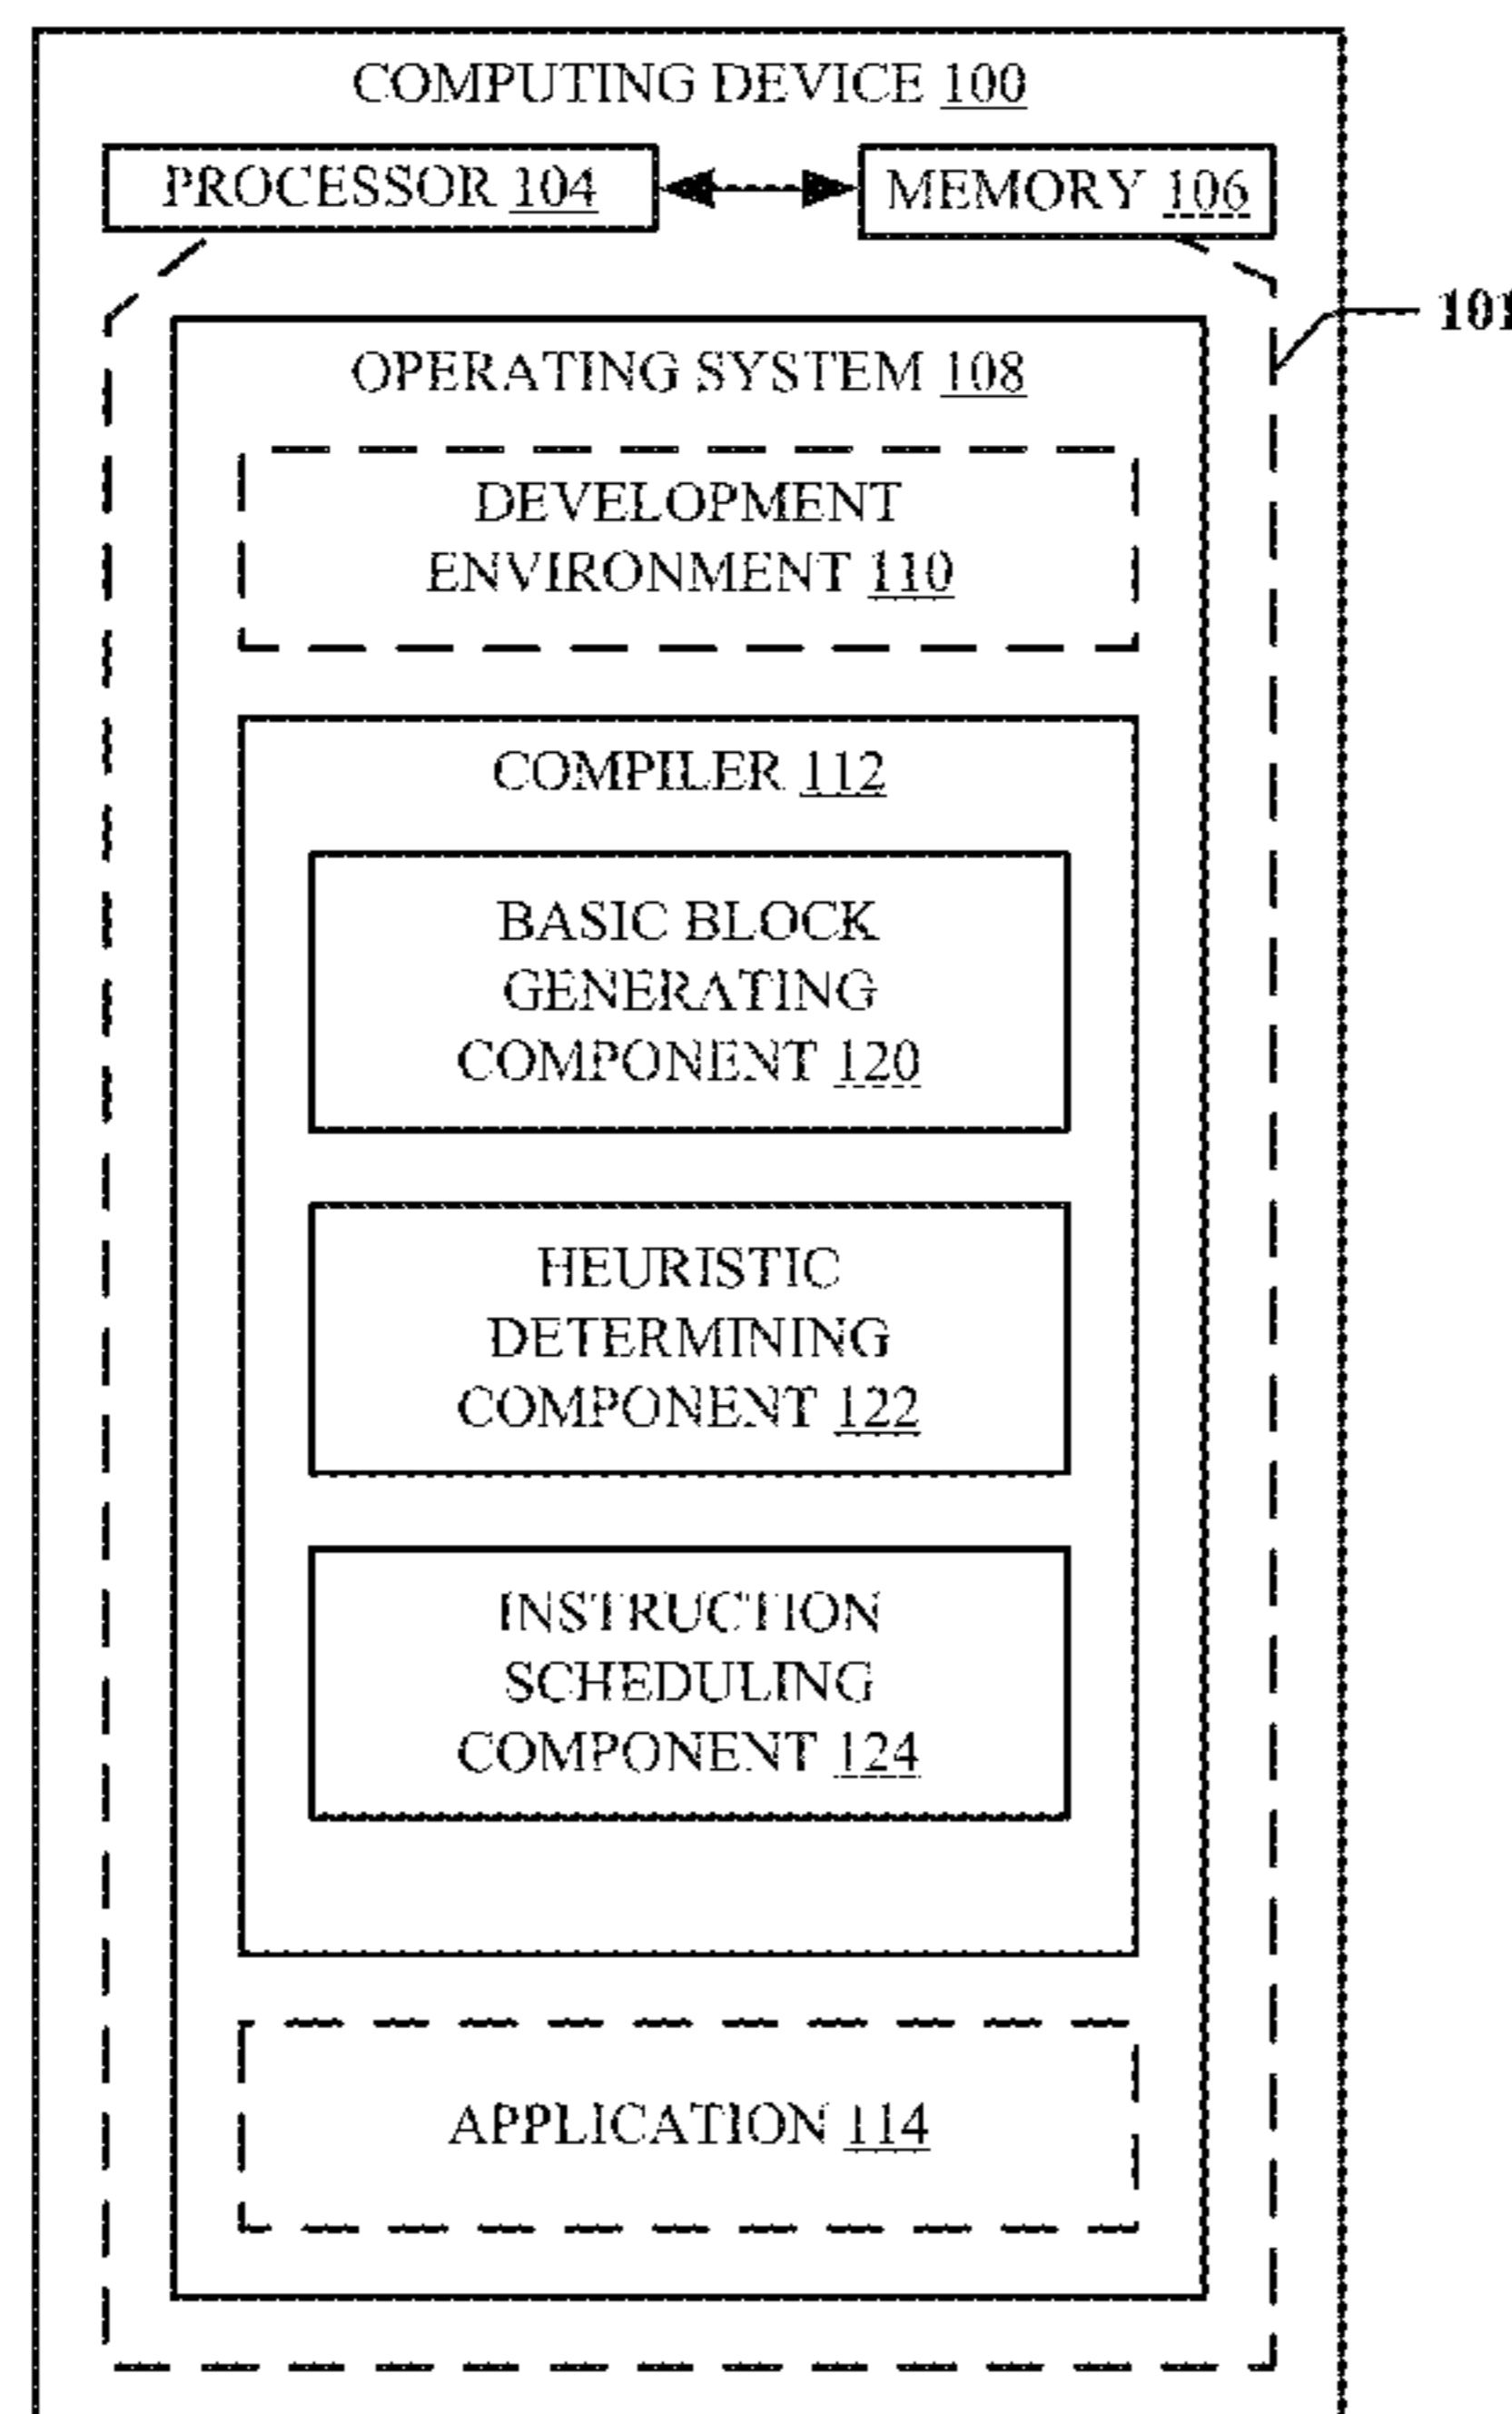 COMPUTING DEVICE 100
PROCESSOR 104
MEMORY 106
101
OPERATING SYSTEM 108
DEVELOPMENT
ENVIRONMENT 110
COMPILER 112
BASIC BLOCK
GENERATING
COMPONENT 120
HEURISTIC
DETERMINING
COMPONENT 122
INSTRUCTION
SCHEDULING
COMPONENT 124
APPLICATION 114